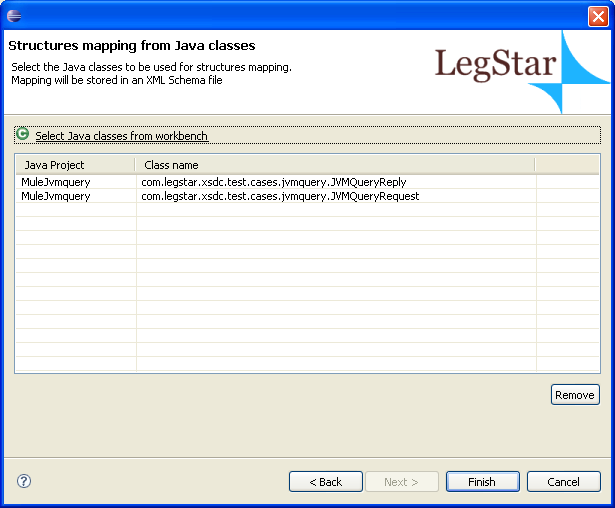 Structures mapping from Java classes
Select the Java classes to be used for structures mapping.
Mapping will be stored in an XML Schema file
LegStar
C Select Java classes from workbench
Java Project Class name
MuleJvmquery com.legstar.xsdc.test.cases.jvmquery.JVMQueryReply
MuleJvmquery com.legstar.xsdc.test.cases.jvmquery.JVMQueryRequest
Remove
? < Back Next > Finish Cancel